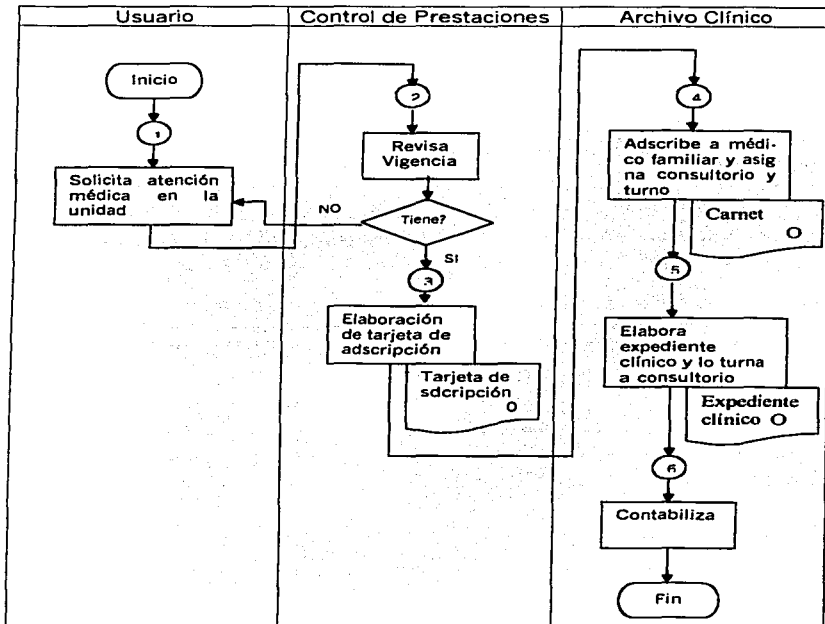 Usuario
Control de Prestaciones
Archivo Clínico
Inicio
1
Solicita atención
médica en la
unidad
2
Revisa
Vigencia
NO
Tiene?
SI
3
Elaboración
de tarjeta de
adscripción
Tarjeta de
sdcripción
O
4
Adscribe a médi-
co familiar y asig
na consultorio y
turno
Carnet
O
5
Elabora
expediente
clínico y lo turna
a consultorio
Expediente
clínico O
6
Contabiliza
Fin